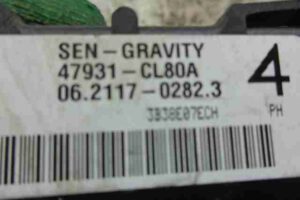 SEN-GRAVITY
47931-CL80A
06.2117-0282.3
4
3B38E07ECH
PH